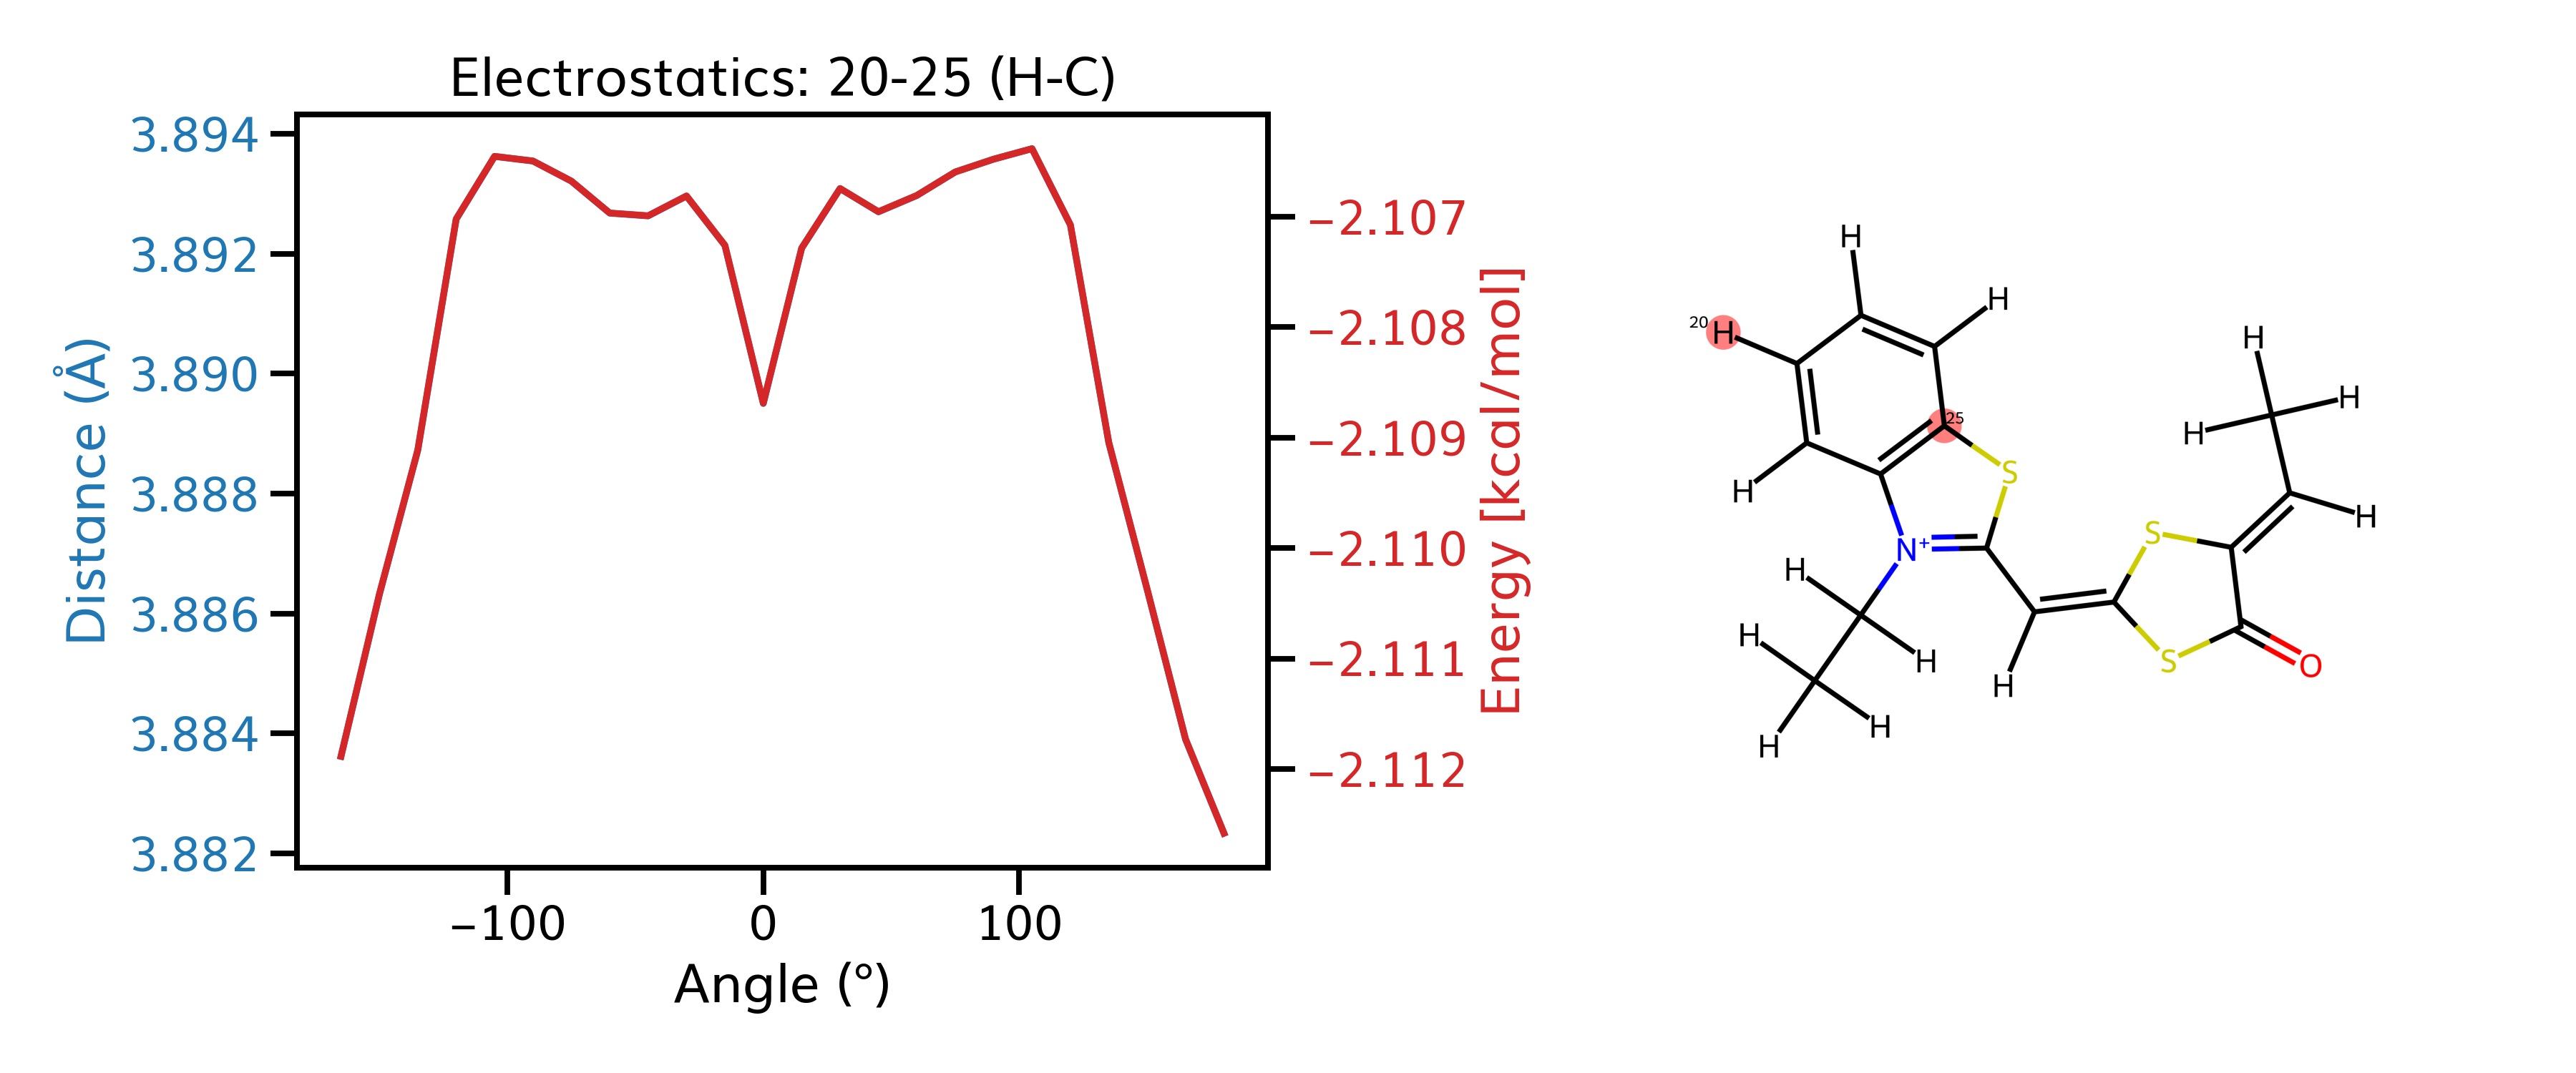 Electrostatics: 20-25 (H-C)
3.894
3.892
3.890
3.888
3.886
3.884
3.882
Distance (Å)
−100
0
100
Angle (°)
−2.107
−2.108
−2.109
−2.110
−2.111
−2.112
Energy [kcal/mol]
H
H
20 H
H
H
H
H
25
S
H
H
S
N+
H
H
H
H
S
O
H
H
H